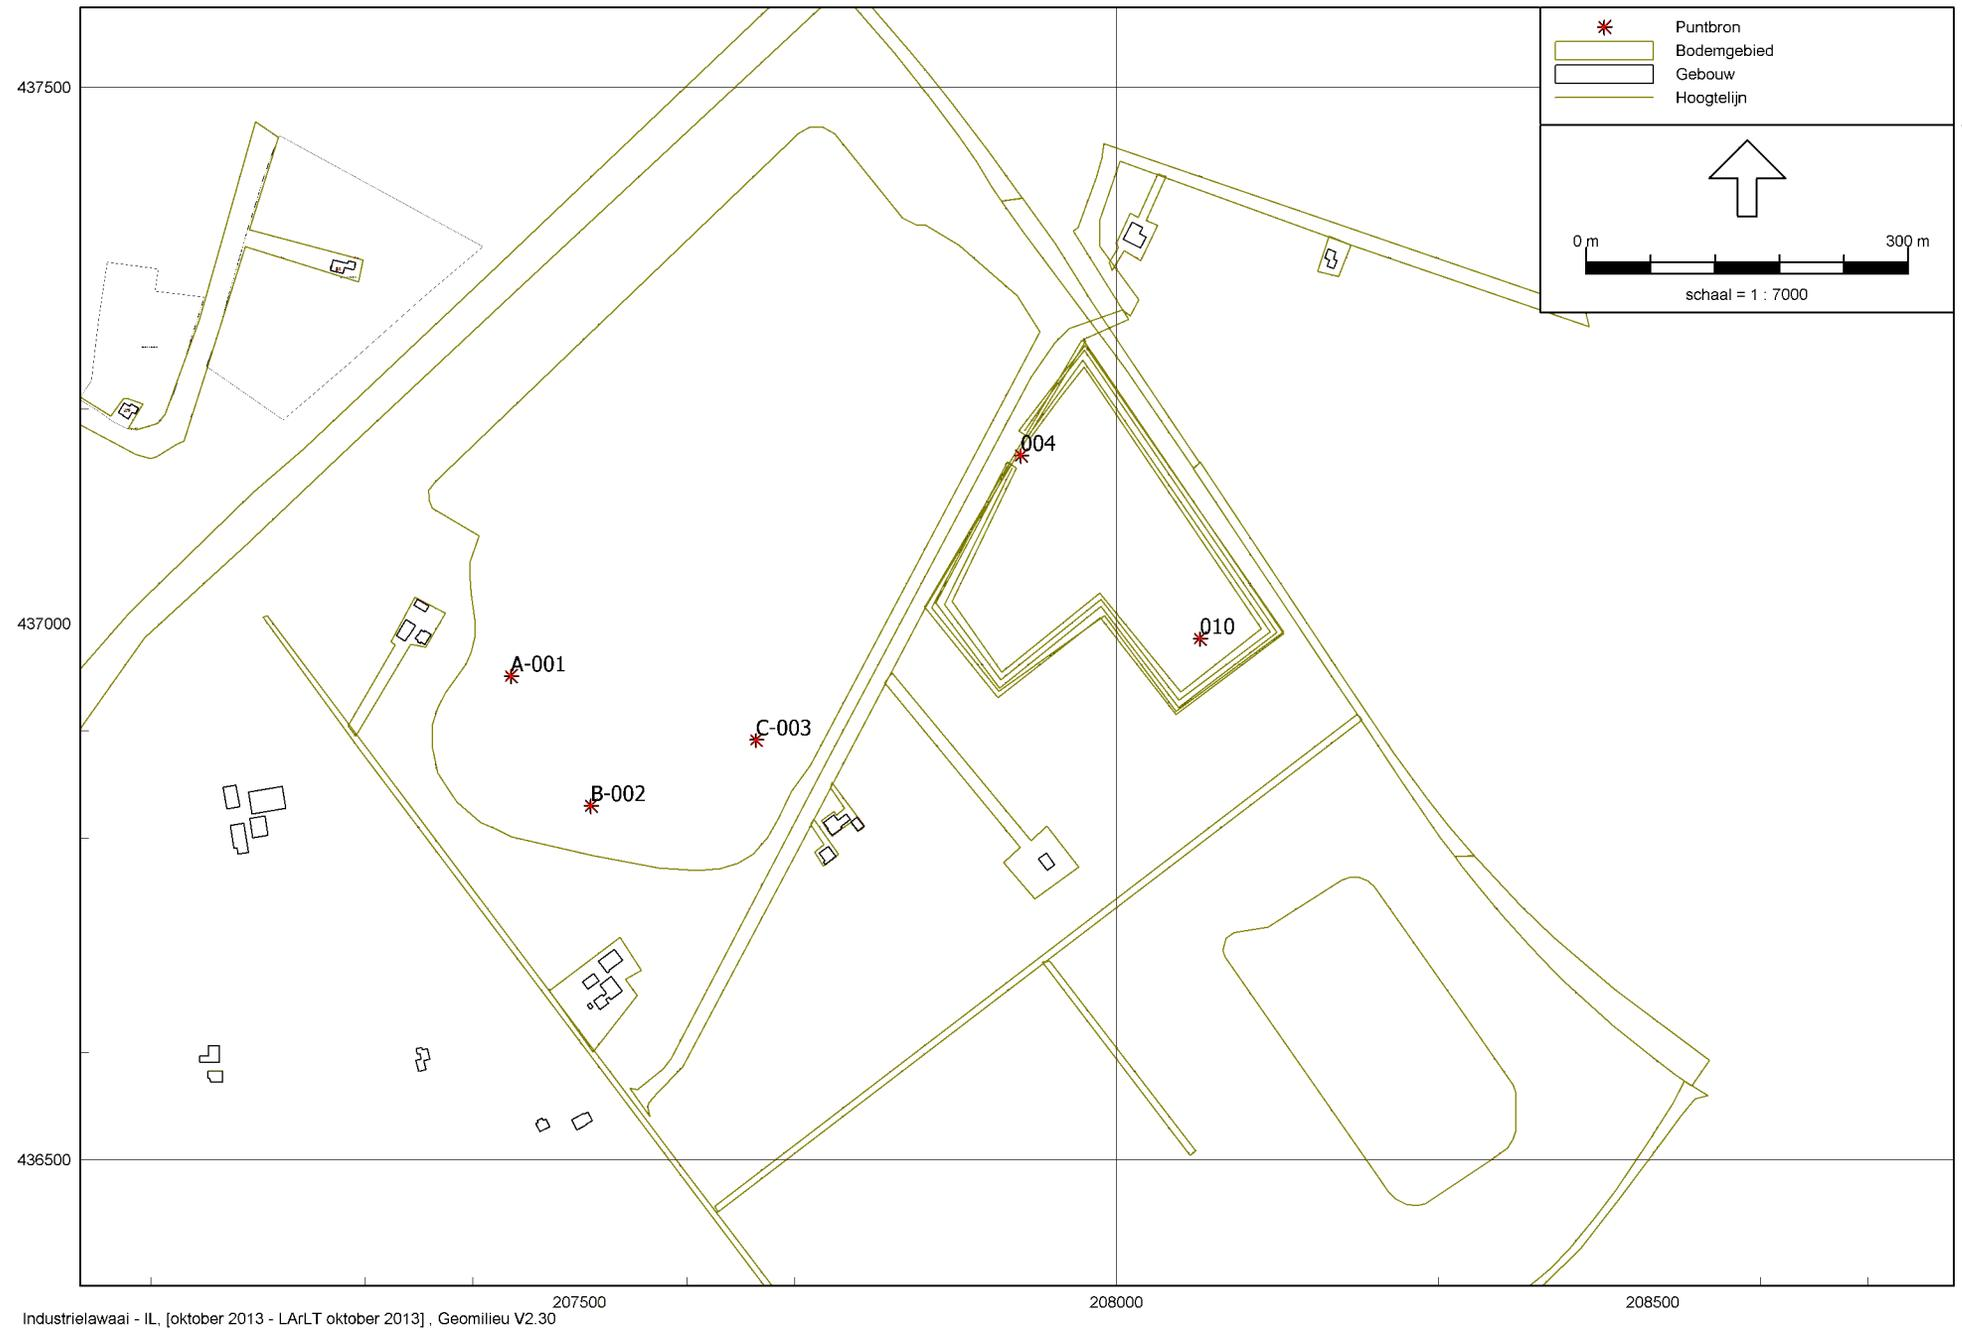 Puntbron
Bodemgebied
Gebouw
Hoogtelijn
0 m 300 m
schaal = 1 : 7000
437500
437000
436500
004
010
A-001
C-003
B-002
207500 208000 208500
Industrielawaai - IL, [oktober 2013 - LArLT oktober 2013] , Geomilieu V2.30